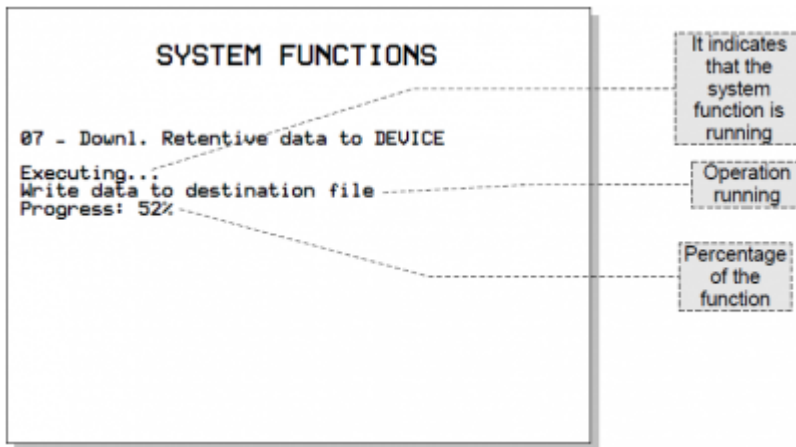 SYSTEM FUNCTIONS
07 - Downl. Retentive data to DEVICE
Executing...
Write data to destination file
Progress: 52%
It indicates
that the
system
function is
running
Operation
running
Percentage
of the
function